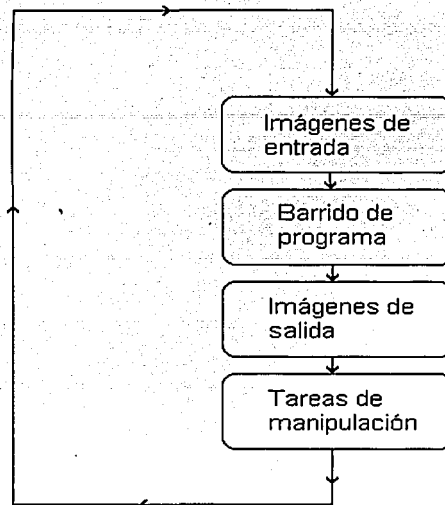 Imágenes de
entrada
Barrido de
programa
Imágenes de
salida
Tareas de
manipulación